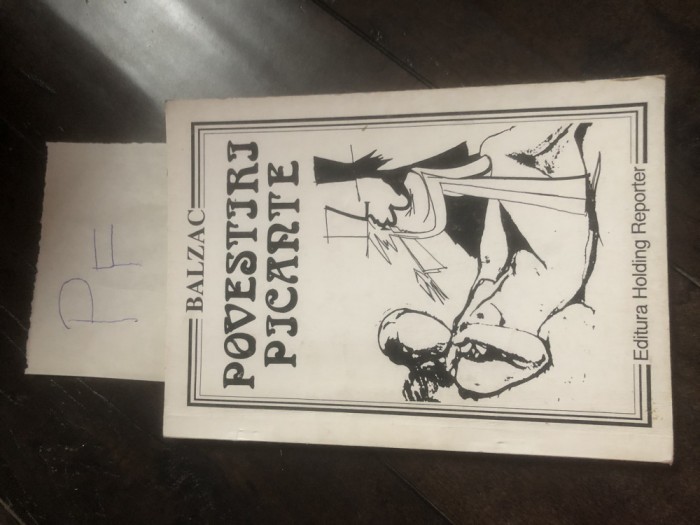 BALZAC
POVESTIRI
PICANTE
Editura Holding Reporter
PF